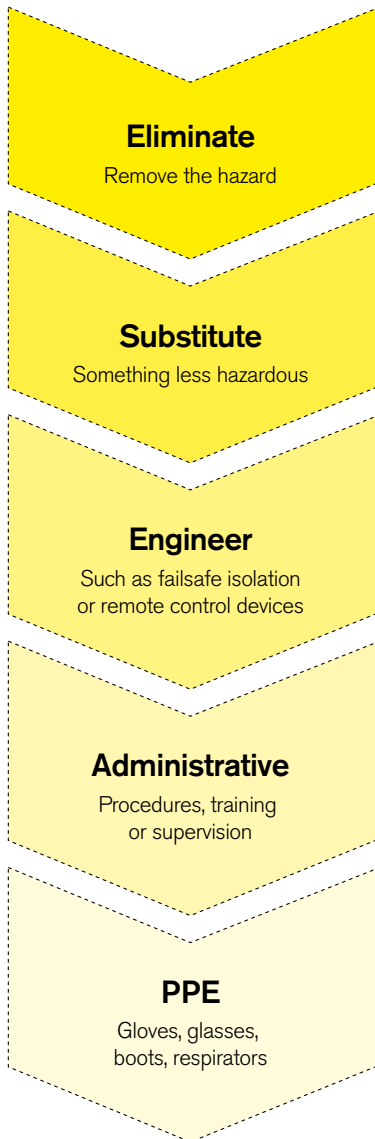 Eliminate
Remove the hazard
Substitute
Something less hazardous
Engineer
Such as failsafe isolation
or remote control devices
Administrative
Procedures, training
or supervision
PPE
Gloves, glasses,
boots, respirators